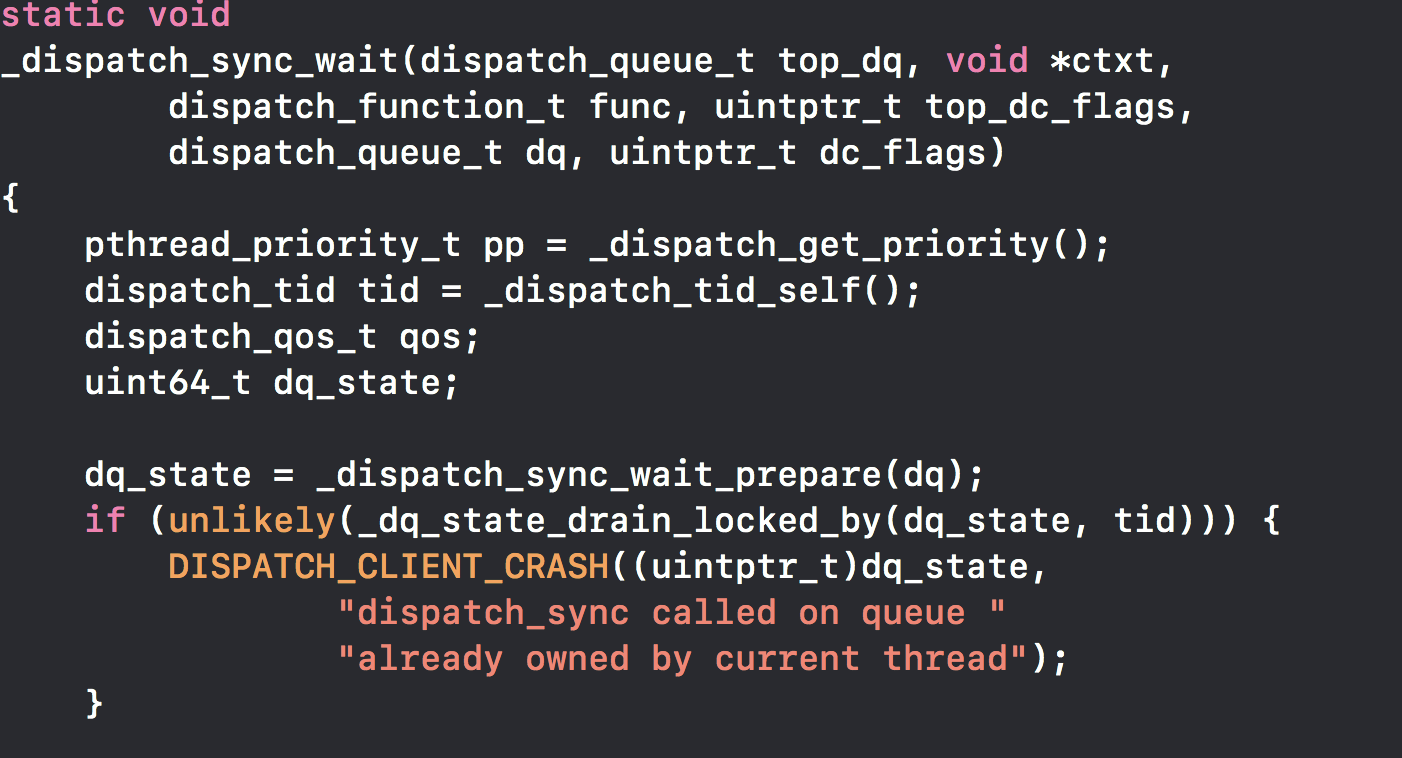 static void
_dispatch_sync_wait(dispatch_queue_t top_dq, void *ctxt,
        dispatch_function_t func, uintptr_t top_dc_flags,
        dispatch_queue_t dq, uintptr_t dc_flags)
{
    pthread_priority_t pp = _dispatch_get_priority();
    dispatch_tid tid = _dispatch_tid_self();
    dispatch_qos_t qos;
    uint64_t dq_state;

    dq_state = _dispatch_sync_wait_prepare(dq);
    if (unlikely(_dq_state_drain_locked_by(dq_state, tid))) {
        DISPATCH_CLIENT_CRASH((uintptr_t)dq_state,
                "dispatch_sync called on queue "
                "already owned by current thread");
    }